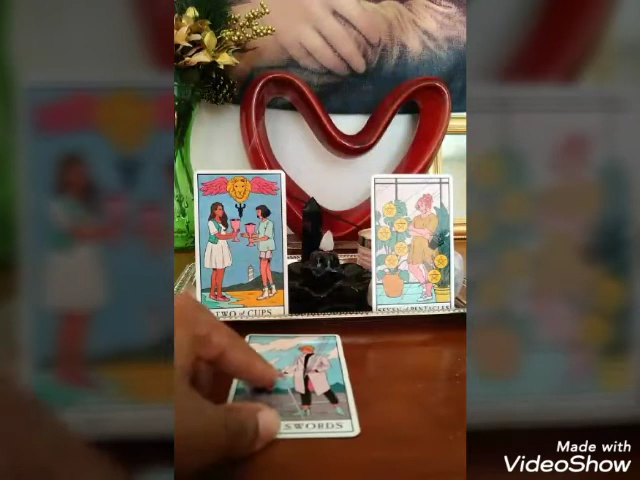 TWO of CUPS
SEVEN of PENTACLES
SWORDS
Made with
VideoShow